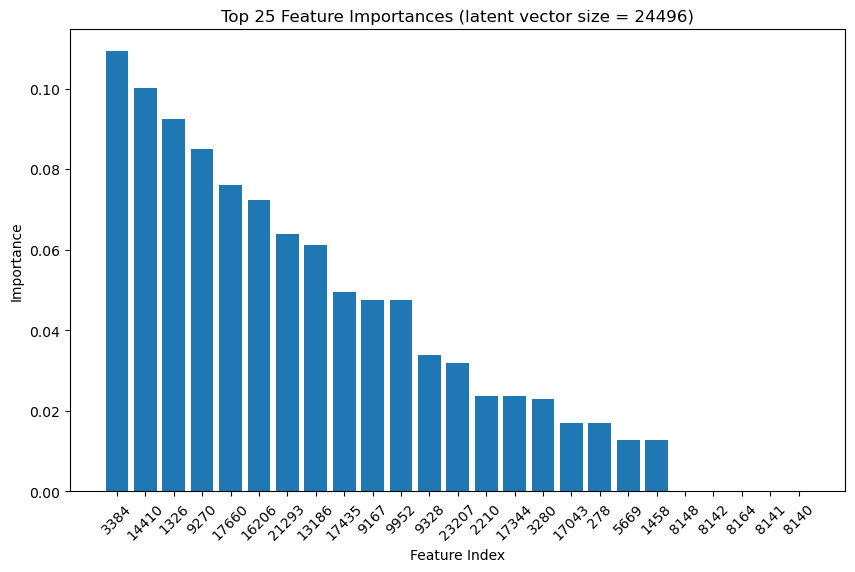 Top 25 Feature Importances (latent vector size = 24496)
Importance
0.10
0.08
0.06
0.04
0.02
0.00
3384 14410 1326 9270 17660 16206 21293 13186 17435 9167 9952 9328 23207 2210 17344 3280 17043 278 5669 1458 8148 8142 8164 8141 8140
Feature Index